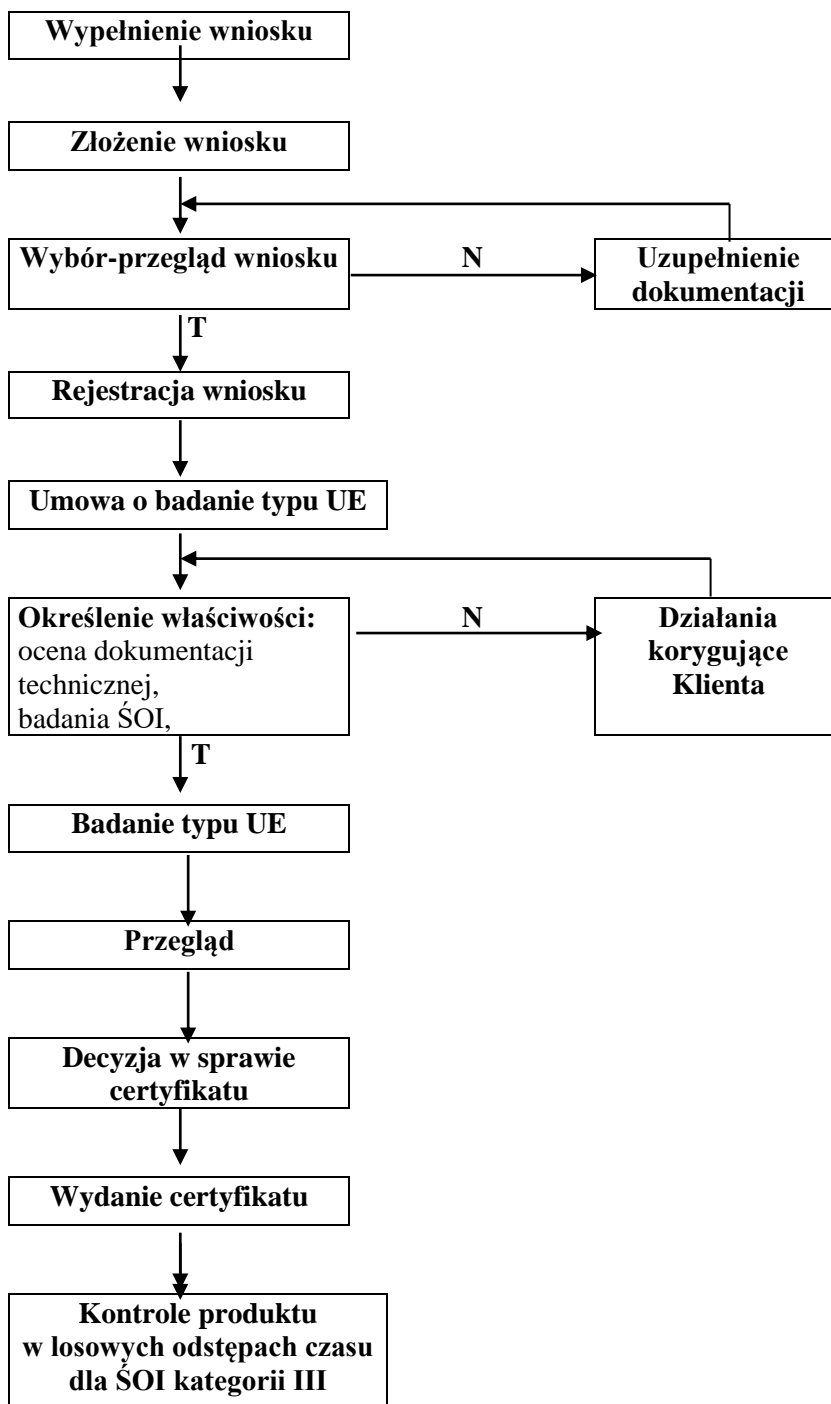 Wypełnienie wniosku
Złożenie wniosku
Wybór-przegląd wniosku
N
Uzupełnienie
dokumentacji
T
Rejestracja wniosku
Umowa o badanie typu UE
Określenie właściwości:
ocena dokumentacji
technicznej,
badania ŚOI,
N
Działania
korygujące
Klienta
T
Badanie typu UE
Przegląd
Decyzja w sprawie
certyfikatu
Wydanie certyfikatu
Kontrole produktu
w losowych odstępach czasu
dla ŚOI kategorii III